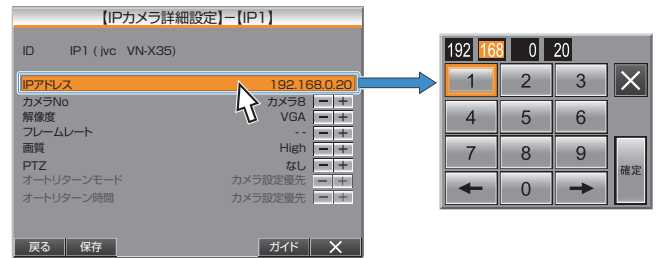 【IPカメラ詳細設定】−【IP1】
ID IP1 ( jvc VN-X35)
IPアドレス 192.168.0.20
カメラNo カメラ8 − +
解像度 VGA − +
フレームレート - - − +
画質 High − +
PTZ なし − +
オートリターンモード カメラ設定優先 − +
オートリターン時間 カメラ設定優先 − +
戻る 保存 ガイド ✕
192 168 0 20
1 2 3 ✕
4 5 6
7 8 9 確定
← 0 →